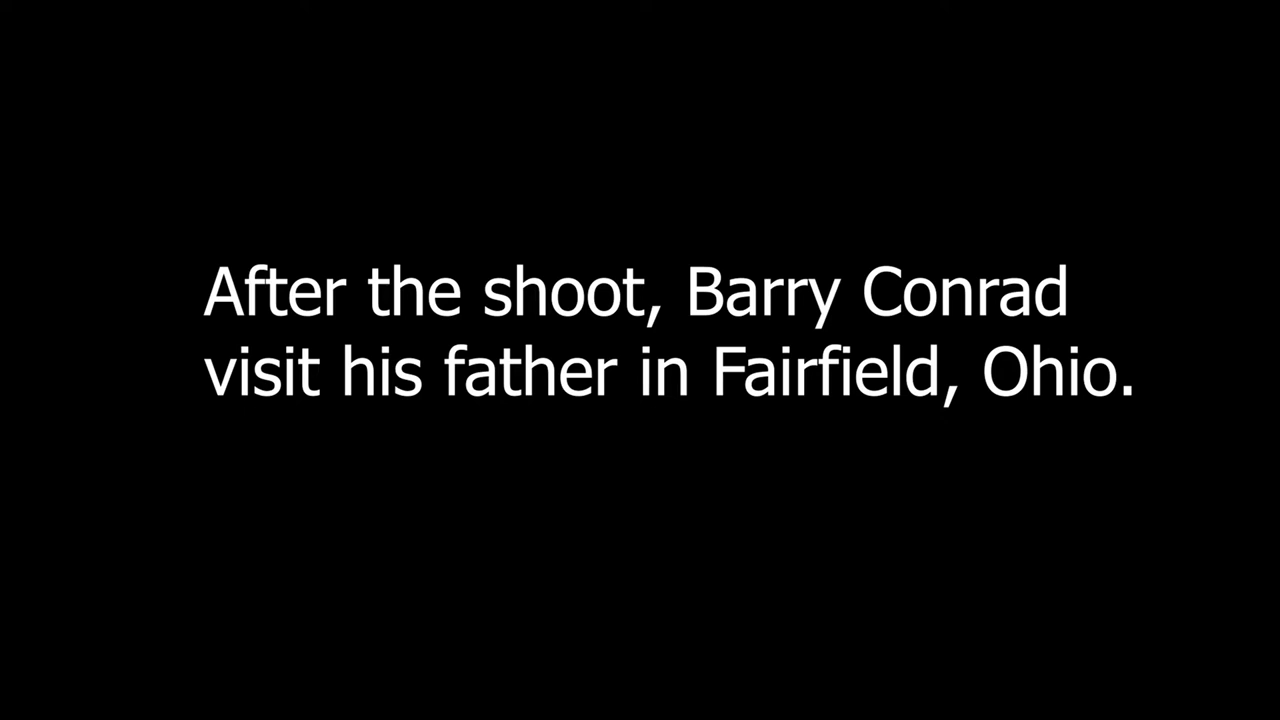 After the shoot, Barry Conrad
visit his father in Fairfield, Ohio.